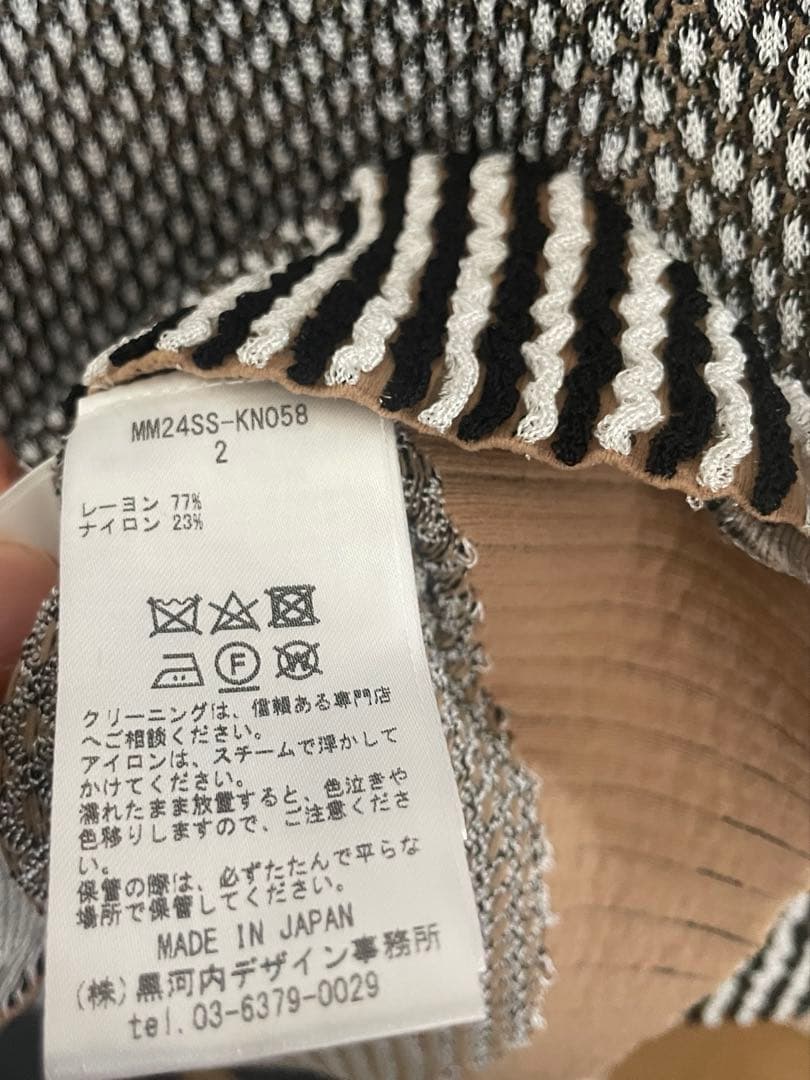 MM24SS-KN058
2
レーヨン 77%
ナイロン 23%
F
W
クリーニングは、信頼ある専門店
へご相談ください。
アイロンは、スチームで浮かして
かけてください。
濡れたまま放置すると、色泣きや
色移りしますので、ご注意くださ
い。
保管の際は、必ずたたんで平らな
場所で保管してください。
MADE IN JAPAN
(株)黒河内デザイン事務所
tel.03-6379-0029